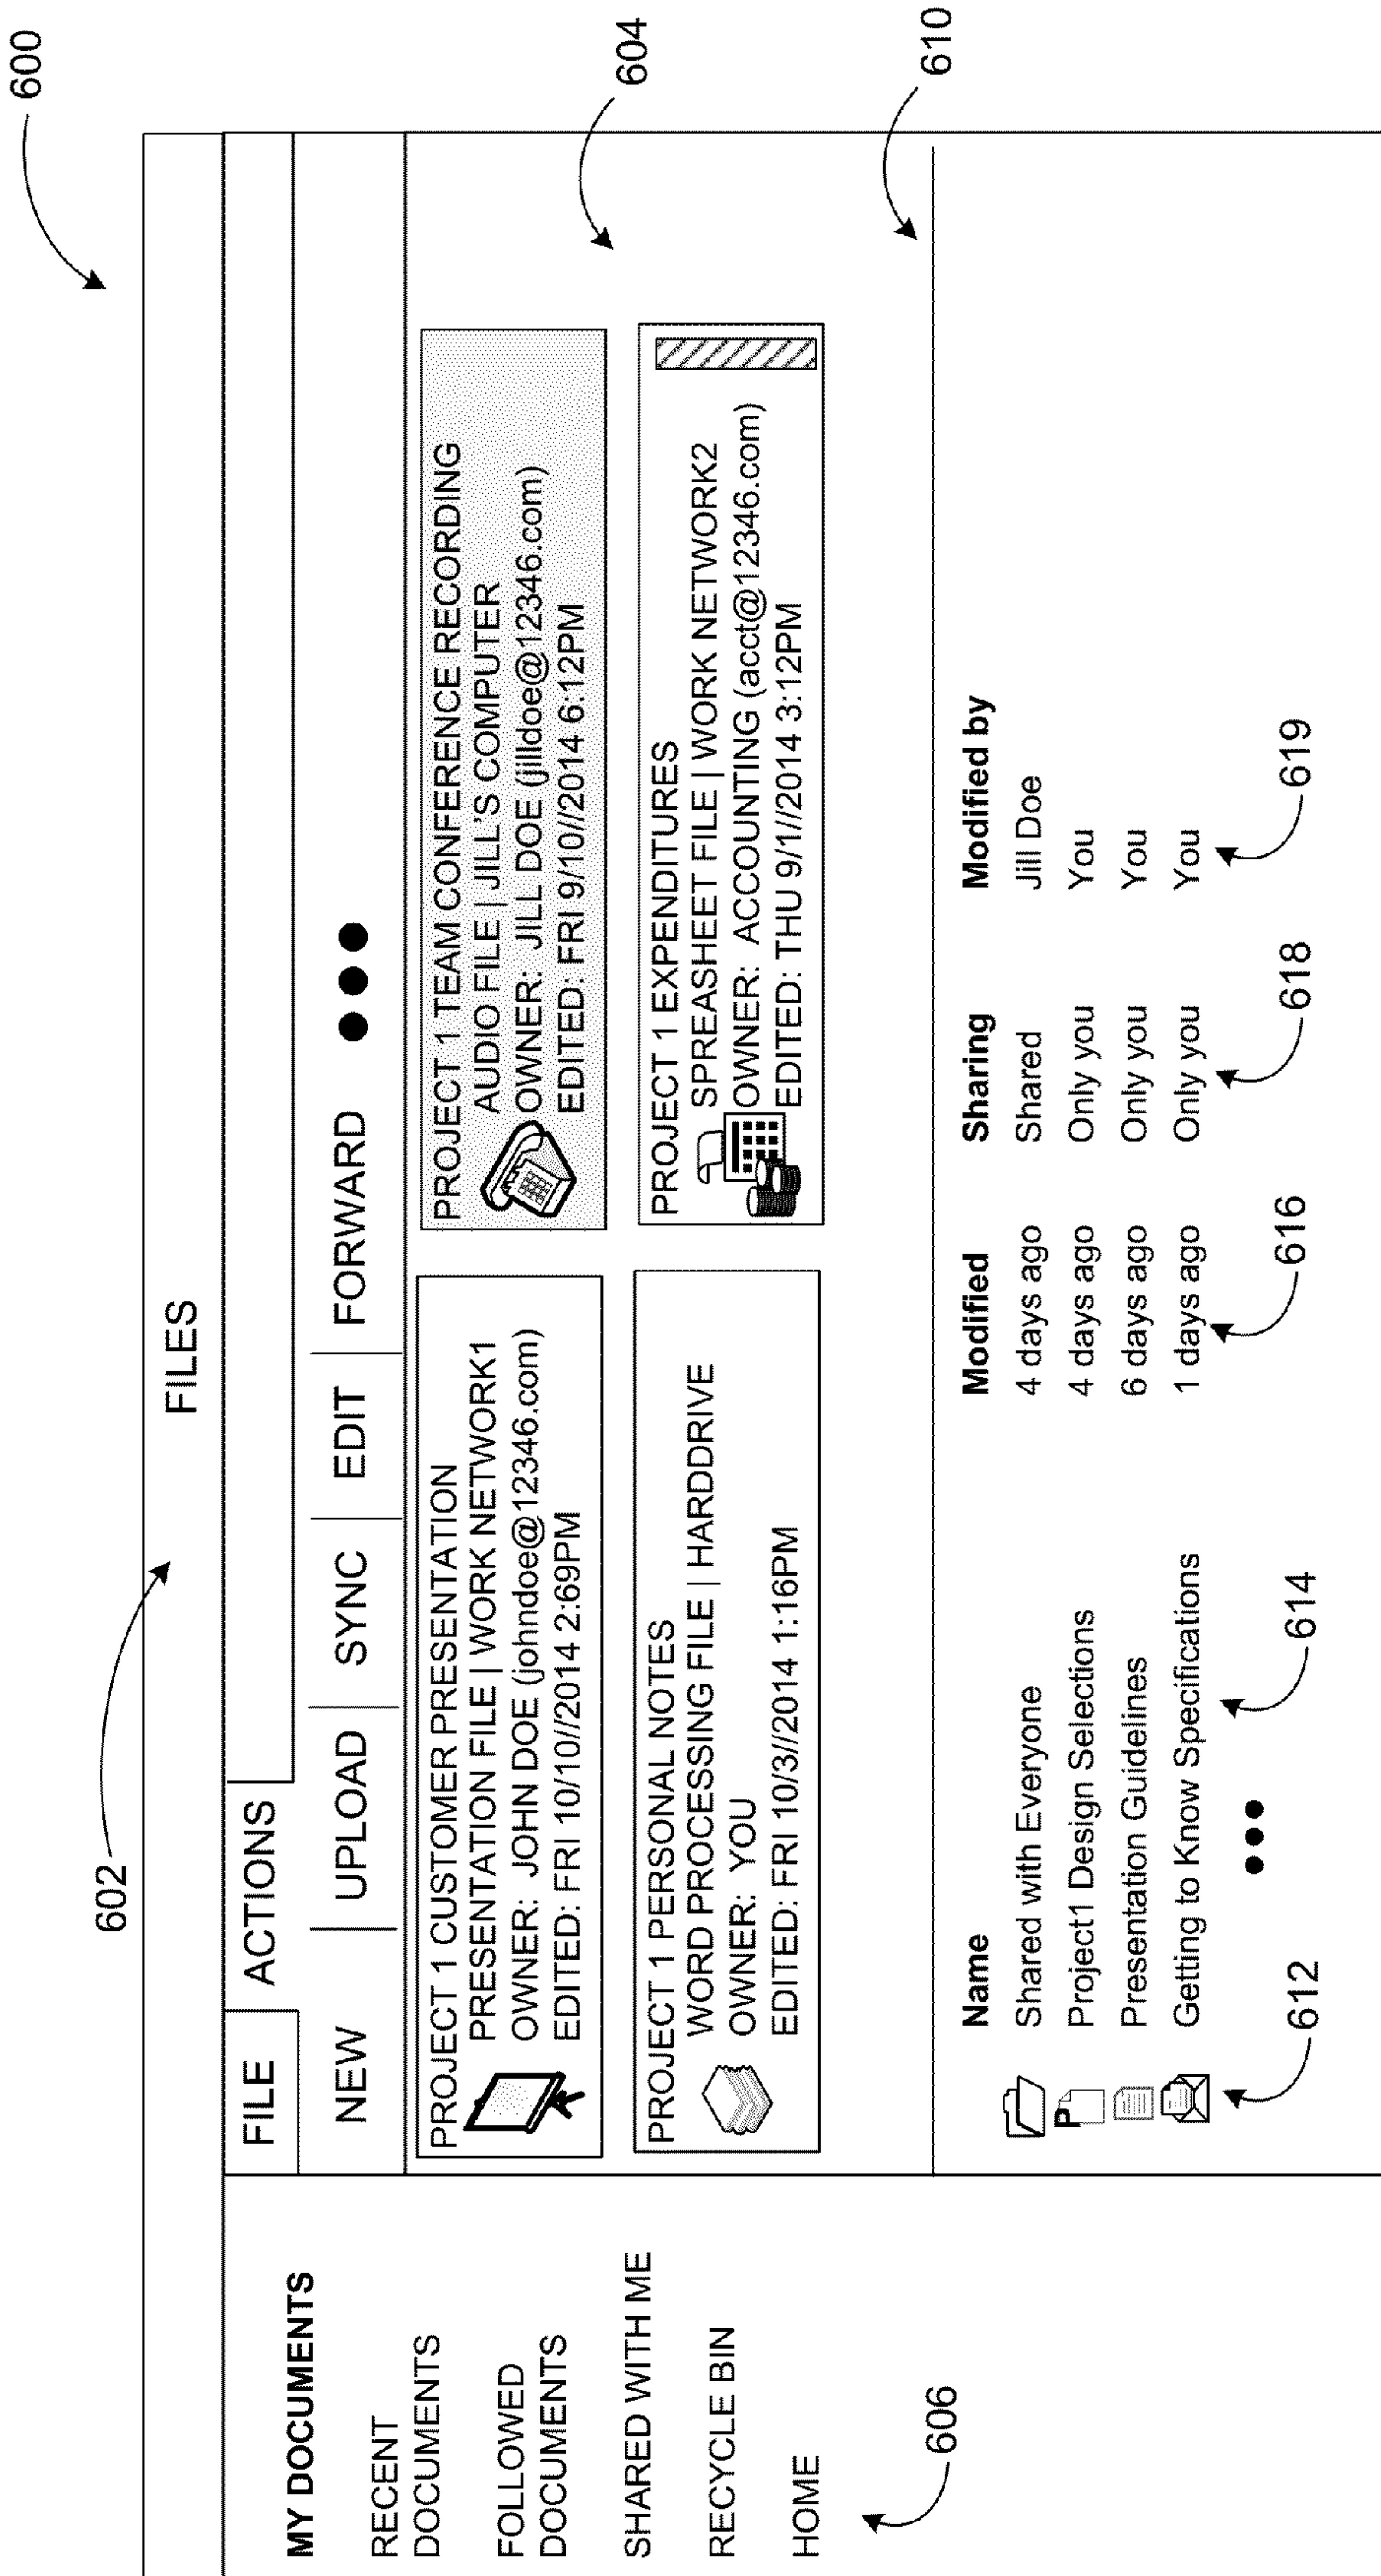 600
602
FILES
FILE
ACTIONS
NEW
UPLOAD
SYNC
EDIT
FORWARD
MY DOCUMENTS
RECENT
DOCUMENTS
FOLLOWED
DOCUMENTS
SHARED WITH ME
RECYCLE BIN
HOME
606
PROJECT 1 CUSTOMER PRESENTATION
PRESENTATION FILE | WORK NETWORK1
OWNER: JOHN DOE (johndoe@12346.com)
EDITED: FRI 10/10//2014 2:69PM
PROJECT 1 TEAM CONFERENCE RECORDING
AUDIO FILE | JILL'S COMPUTER
OWNER: JILL DOE (jilldoe@12346.com)
EDITED: FRI 9/10//2014 6:12PM
604
PROJECT 1 PERSONAL NOTES
WORD PROCESSING FILE | HARDDRIVE
OWNER: YOU
EDITED: FRI 10/3//2014 1:16PM
PROJECT 1 EXPENDITURES
SPREASHEET FILE | WORK NETWORK2
OWNER: ACCOUNTING (acct@12346.com)
EDITED: THU 9/1//2014 3:12PM
610
Name Modified Sharing Modified by
Shared with Everyone 4 days ago Shared Jill Doe
P Project1 Design Selections 4 days ago Only you You
Presentation Guidelines 6 days ago Only you You
Getting to Know Specifications 1 days ago Only you You
612
614
616
618
619